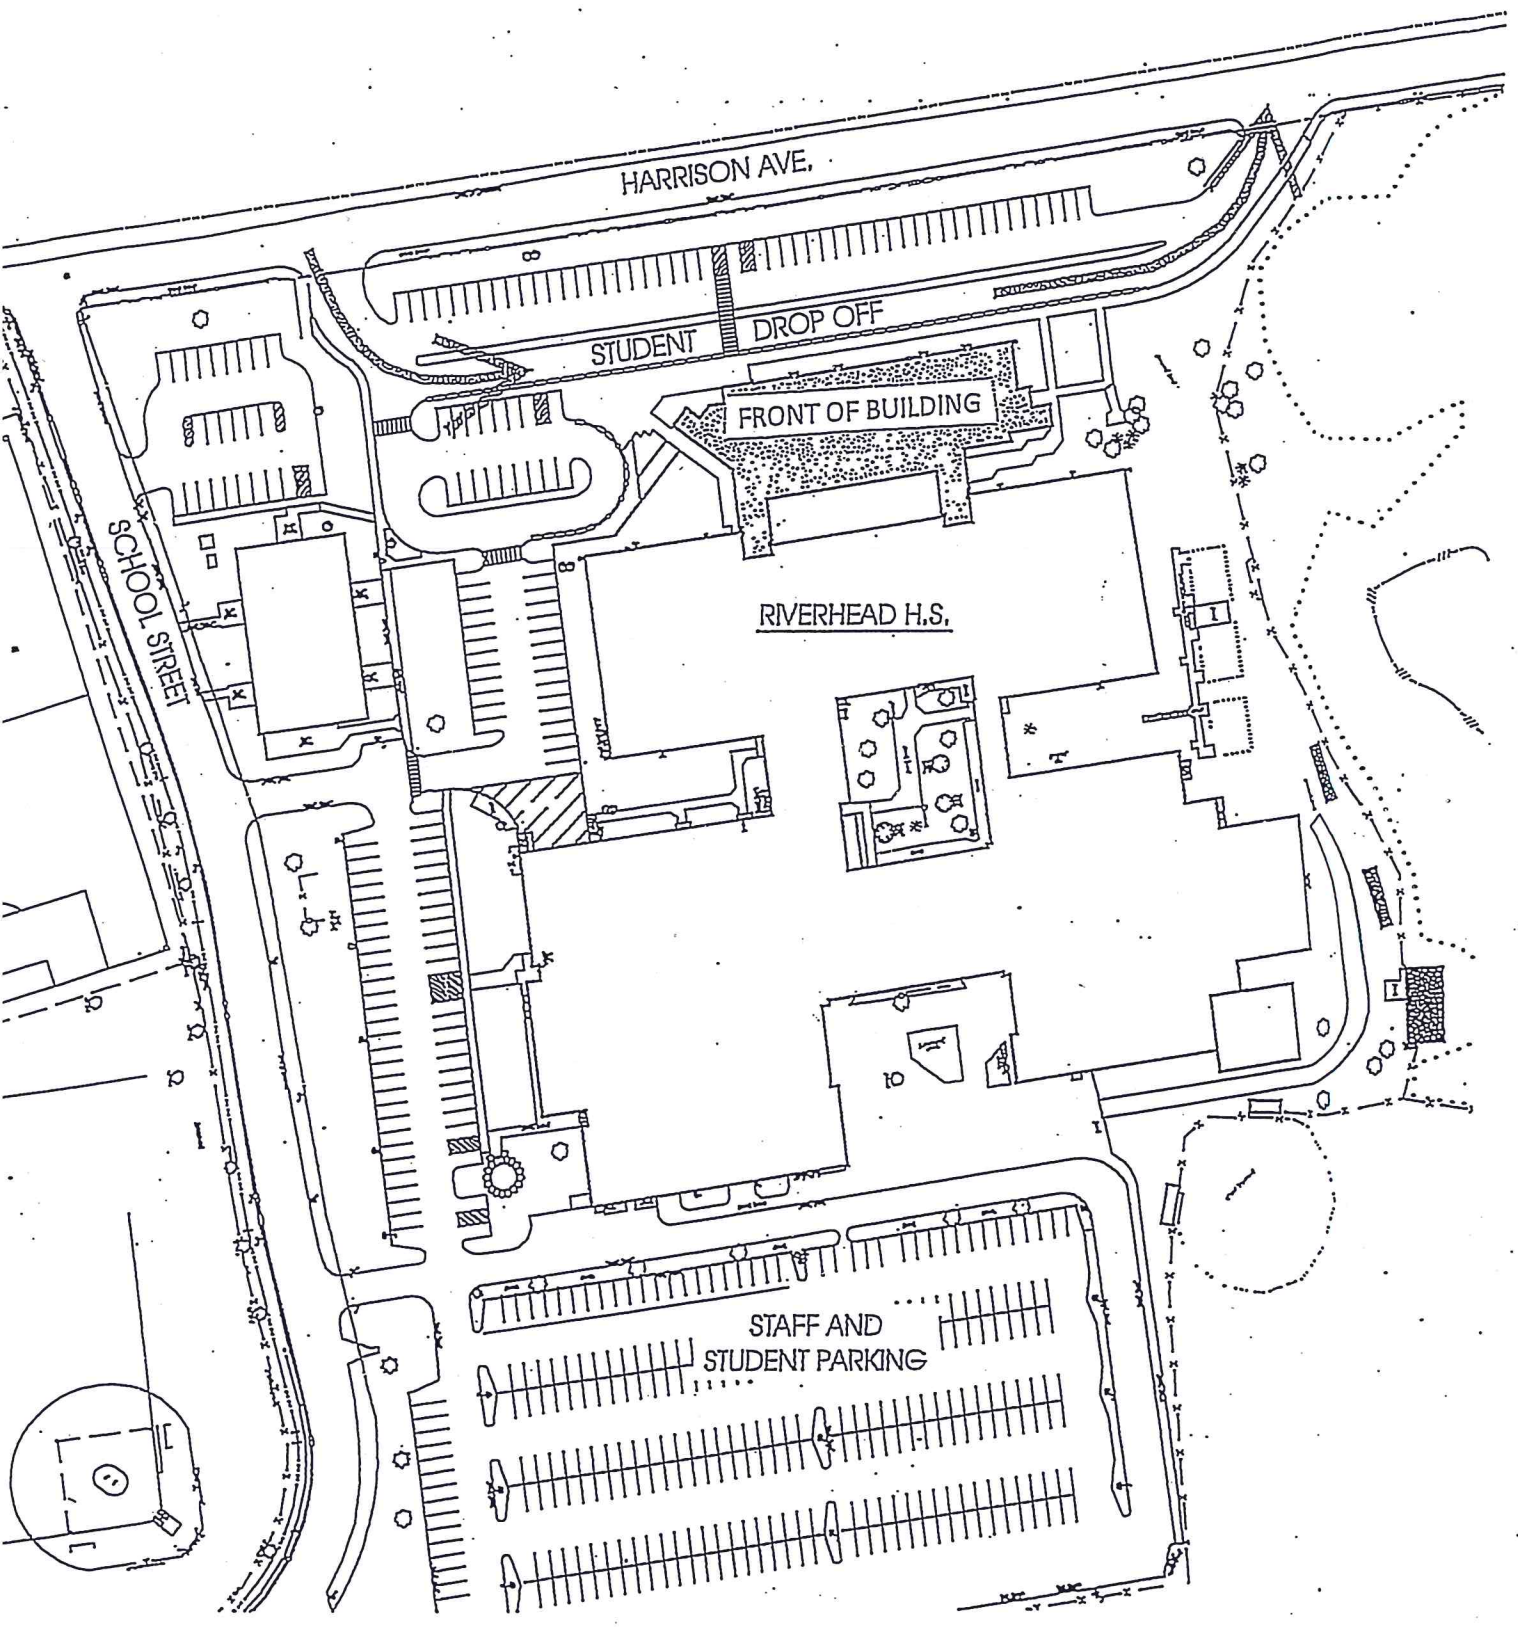 HARRISON AVE.
STUDENT DROP OFF
FRONT OF BUILDING
SCHOOL STREET
RIVERHEAD H.S.
STAFF AND
STUDENT PARKING